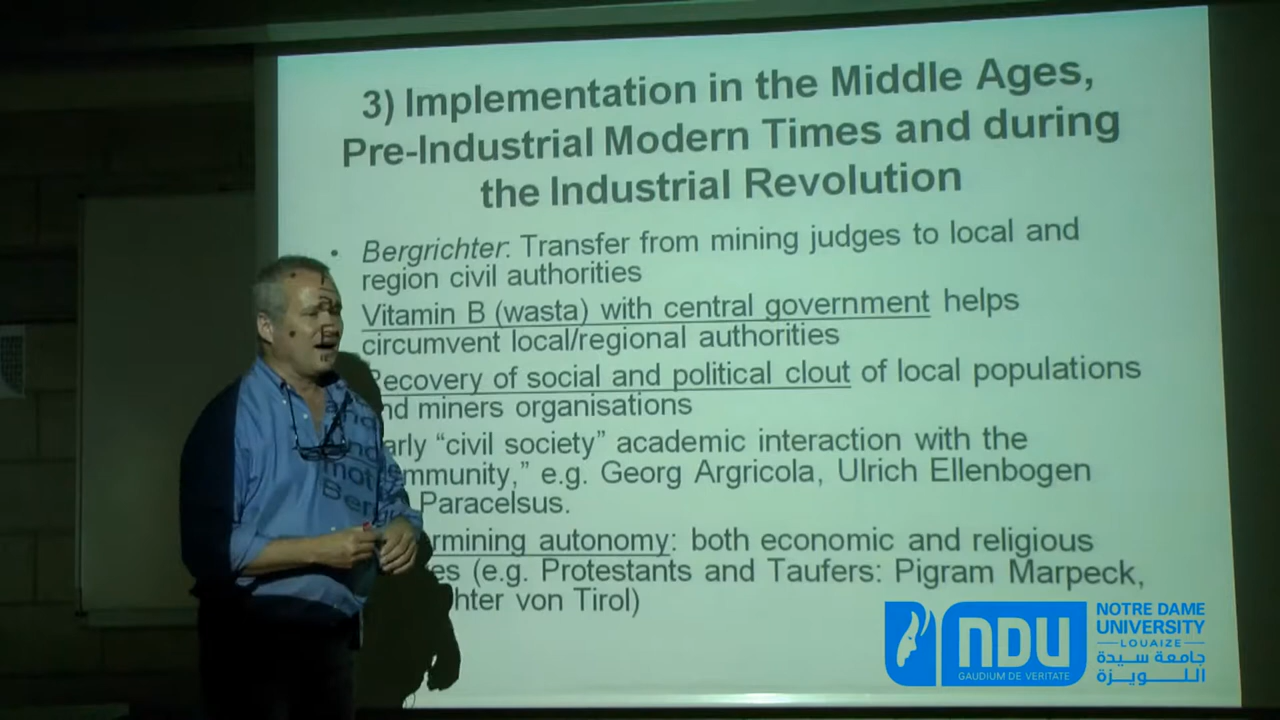 3) Implementation in the Middle Ages,
Pre-Industrial Modern Times and during
the Industrial Revolution
• Bergrichter: Transfer from mining judges to local and
region civil authorities
Vitamin B (wasta) with central government helps
circumvent local/regional authorities
Recovery of social and political clout of local populations
nd miners organisations
arly “civil society” academic interaction with the
mmunity,” e.g. Georg Argricola, Ulrich Ellenbogen
Paracelsus.
rmining autonomy: both economic and religious
es (e.g. Protestants and Taufers: Pigram Marpeck,
hter von Tirol)
NDU
GAUDIUM DE VERITATE
NOTRE DAME
UNIVERSITY
LOUAIZE
جامعة سيدة
اللويزة